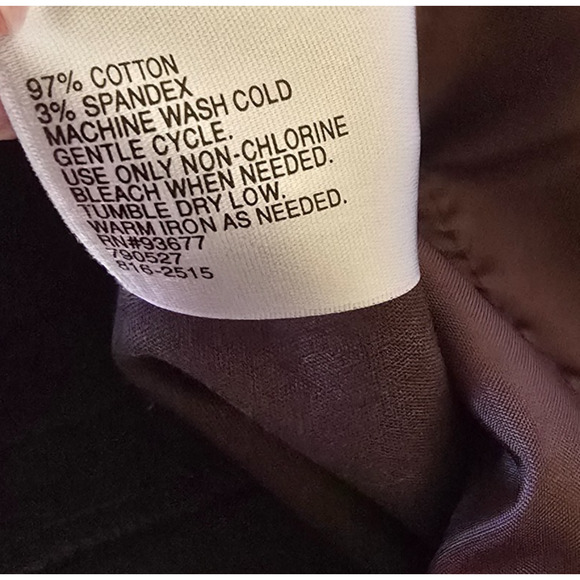 97% COTTON
3% SPANDEX
MACHINE WASH COLD
GENTLE CYCLE.
USE ONLY NON-CHLORINE
BLEACH WHEN NEEDED.
TUMBLE DRY LOW.
WARM IRON AS NEEDED.
RN#93677
790527
816-2515